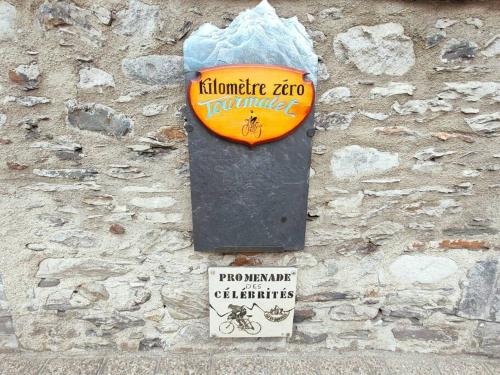 Kilomètre zéro
Tourmalet
PROMENADE
DES
CÉLÉBRITÉS